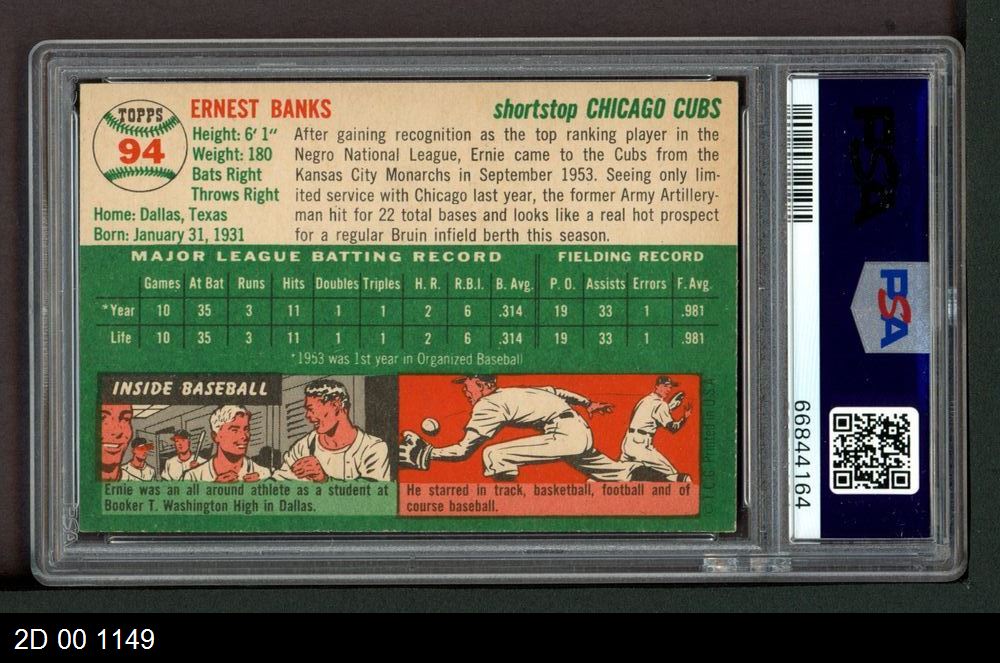 TOPPS
94
ERNEST BANKS
shortstop CHICAGO CUBS
Height: 6' 1"
Weight: 180
Bats Right
Throws Right
Home: Dallas, Texas
Born: January 31, 1931
After gaining recognition as the top ranking player in the
Negro National League, Ernie came to the Cubs from the
Kansas City Monarchs in September 1953. Seeing only lim-
ited service with Chicago last year, the former Army Artillery-
man hit for 22 total bases and looks like a real hot prospect
for a regular Bruin infield berth this season.
MAJOR LEAGUE BATTING RECORD FIELDING RECORD
Games At Bat Runs Hits Doubles Triples H. R. R.B.I. B. Avg. P. O. Assists Errors F. Avg.
*Year 10 35 3 11 1 1 2 6 .314 19 33 1 .981
Life 10 35 3 11 1 1 2 6 .314 19 33 1 .981
*1953 was 1st year in Organized Baseball
INSIDE BASEBALL
Ernie was an all around athlete as a student at
Booker T. Washington High in Dallas.
He starred in track, basketball, football and of
course baseball.
©T.C.G. Printed in U.S.A.
PSA
PSA
66844164
PSA
2D 00 1149